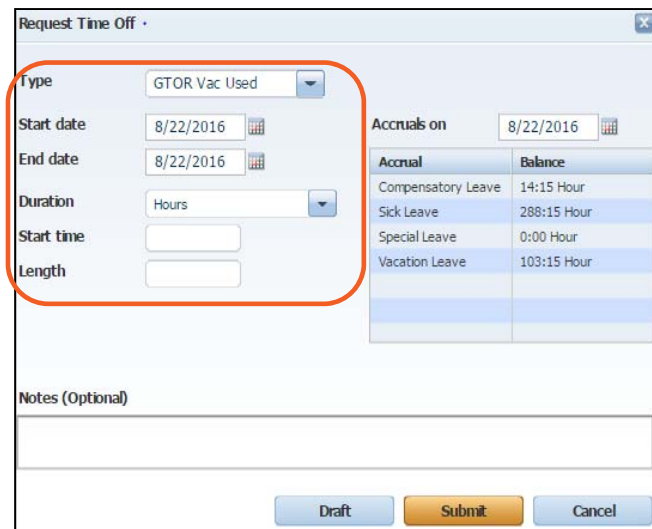 Request Time Off
Type
GTOR Vac Used
Start date
8/22/2016
End date
8/22/2016
Duration
Hours
Start time
Length
Accruals on
8/22/2016
Accrual Balance
Compensatory Leave 14:15 Hour
Sick Leave 288:15 Hour
Special Leave 0:00 Hour
Vacation Leave 103:15 Hour
Notes (Optional)
Draft
Submit
Cancel